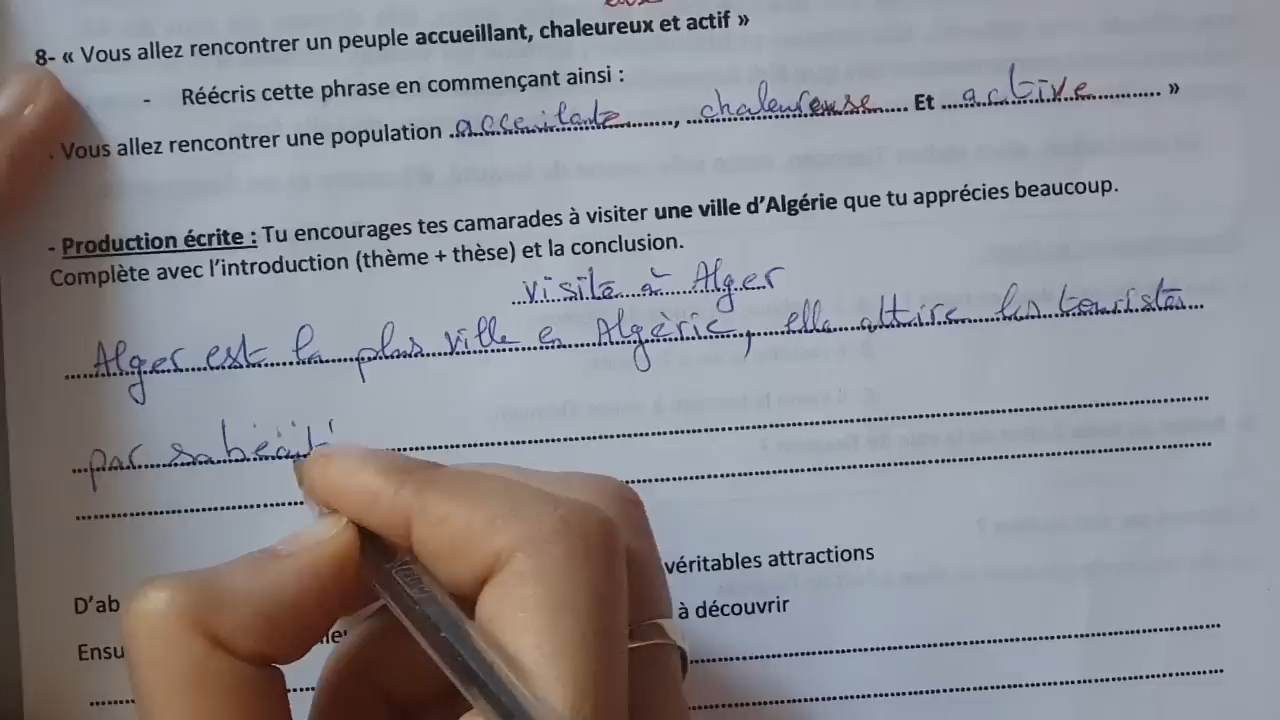 8- « Vous allez rencontrer un peuple accueillant, chaleureux et actif »
- Réécris cette phrase en commençant ainsi :
. Vous allez rencontrer une population ..........., chaleureuse...... Et ...active.......... »
- Production écrite : Tu encourages tes camarades à visiter une ville d’Algérie que tu apprécies beaucoup.
Complète avec l’introduction (thème + thèse) et la conclusion.
visite à Alger
Alger est la plus ville en Algèrie, elle attire les touristes
par sa béaut
véritables attractions
D’ab
à découvrir
Ensu